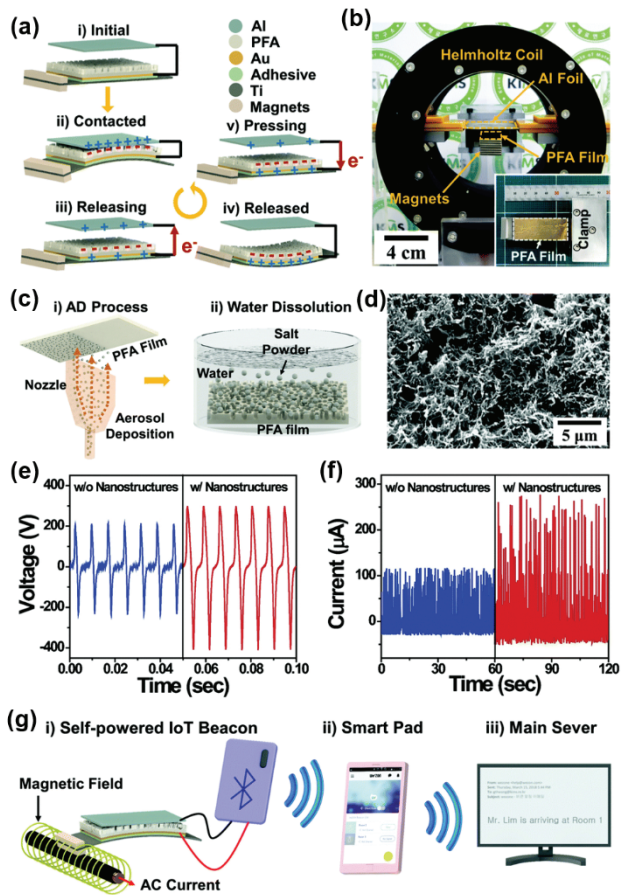 (a)
i) Initial
Al
PFA
Au
Adhesive
Ti
Magnets
ii) Contacted
v) Pressing
e-
iii) Releasing
iv) Released
e-
(b)
Helmholtz Coil
Al Foil
PFA Film
Magnets
4 cm
Clamp
PFA Film
(c)
i) AD Process
ii) Water Dissolution
PFA Film
Nozzle
Aerosol
Deposition
Salt
Powder
Water
PFA film
(d)
5 μm
(e)
w/o Nanostructures
w/ Nanostructures
Voltage (V)
400
200
0
-200
-400
0.00 0.02 0.04 0.06 0.08 0.10
Time (sec)
(f)
w/o Nanostructures
w/ Nanostructures
Current (μA)
300
200
100
0
0 30 60 90 120
Time (sec)
(g)
i) Self-powered IoT Beacon
ii) Smart Pad
iii) Main Sever
Magnetic Field
AC Current
Mr. Lim is arriving at Room 1